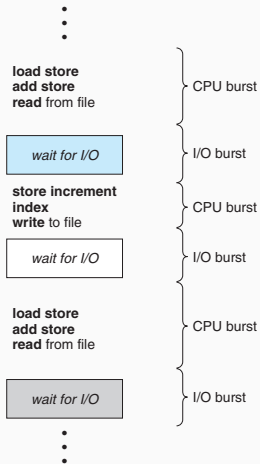 load store
add store
read from file
CPU burst
wait for I/O
I/O burst
store increment
index
write to file
CPU burst
wait for I/O
I/O burst
load store
add store
read from file
CPU burst
wait for I/O
I/O burst